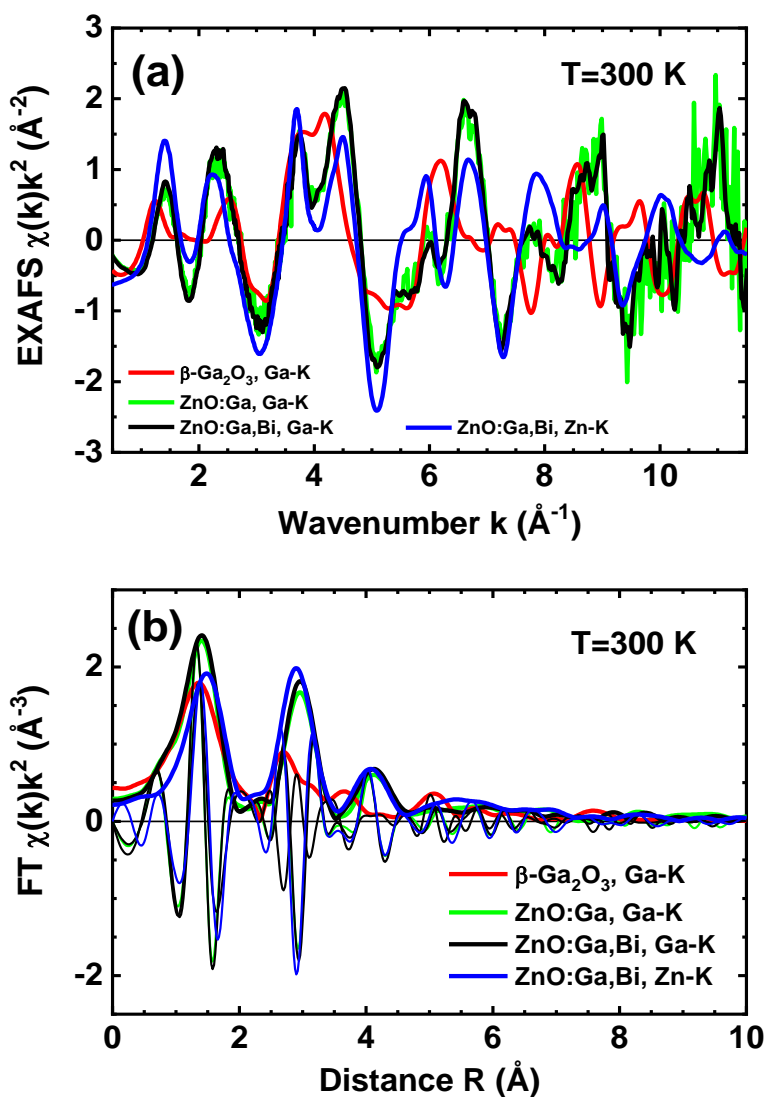 (a)
T=300 K
EXAFS χ(k)k² (Å⁻²)
3
2
1
0
-1
-2
-3
β-Ga₂O₃, Ga-K
ZnO:Ga, Ga-K
ZnO:Ga,Bi, Ga-K
ZnO:Ga,Bi, Zn-K
2
4
6
8
10
Wavenumber k (Å⁻¹)
(b)
T=300 K
FT χ(k)k² (Å⁻³)
2
0
-2
β-Ga₂O₃, Ga-K
ZnO:Ga, Ga-K
ZnO:Ga,Bi, Ga-K
ZnO:Ga,Bi, Zn-K
0
2
4
6
8
10
Distance R (Å)